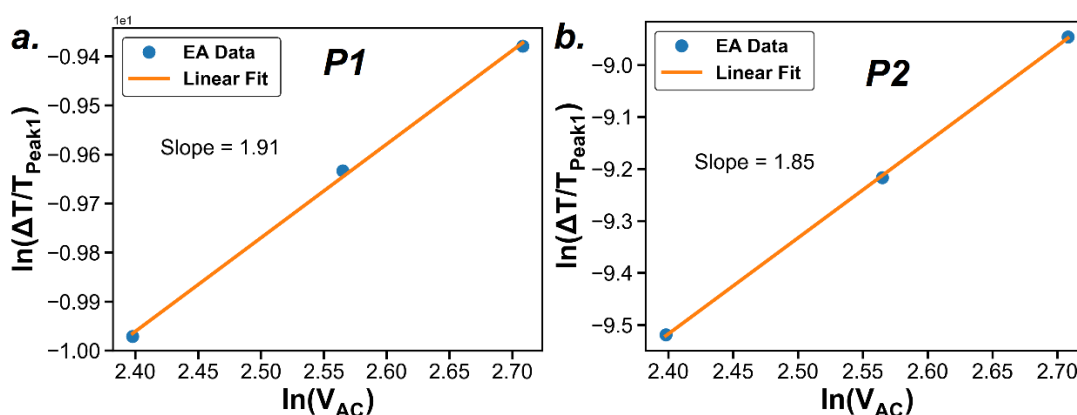 a.
1e1
EA Data
Linear Fit
P1
Slope = 1.91
−0.94
−0.95
−0.96
−0.97
−0.98
−0.99
−1.00
ln(ΔT/T_Peak1)
2.40 2.45 2.50 2.55 2.60 2.65 2.70
ln(V_AC)
b.
EA Data
Linear Fit
P2
Slope = 1.85
−9.0
−9.1
−9.2
−9.3
−9.4
−9.5
ln(ΔT/T_Peak1)
2.40 2.45 2.50 2.55 2.60 2.65 2.70
ln(V_AC)